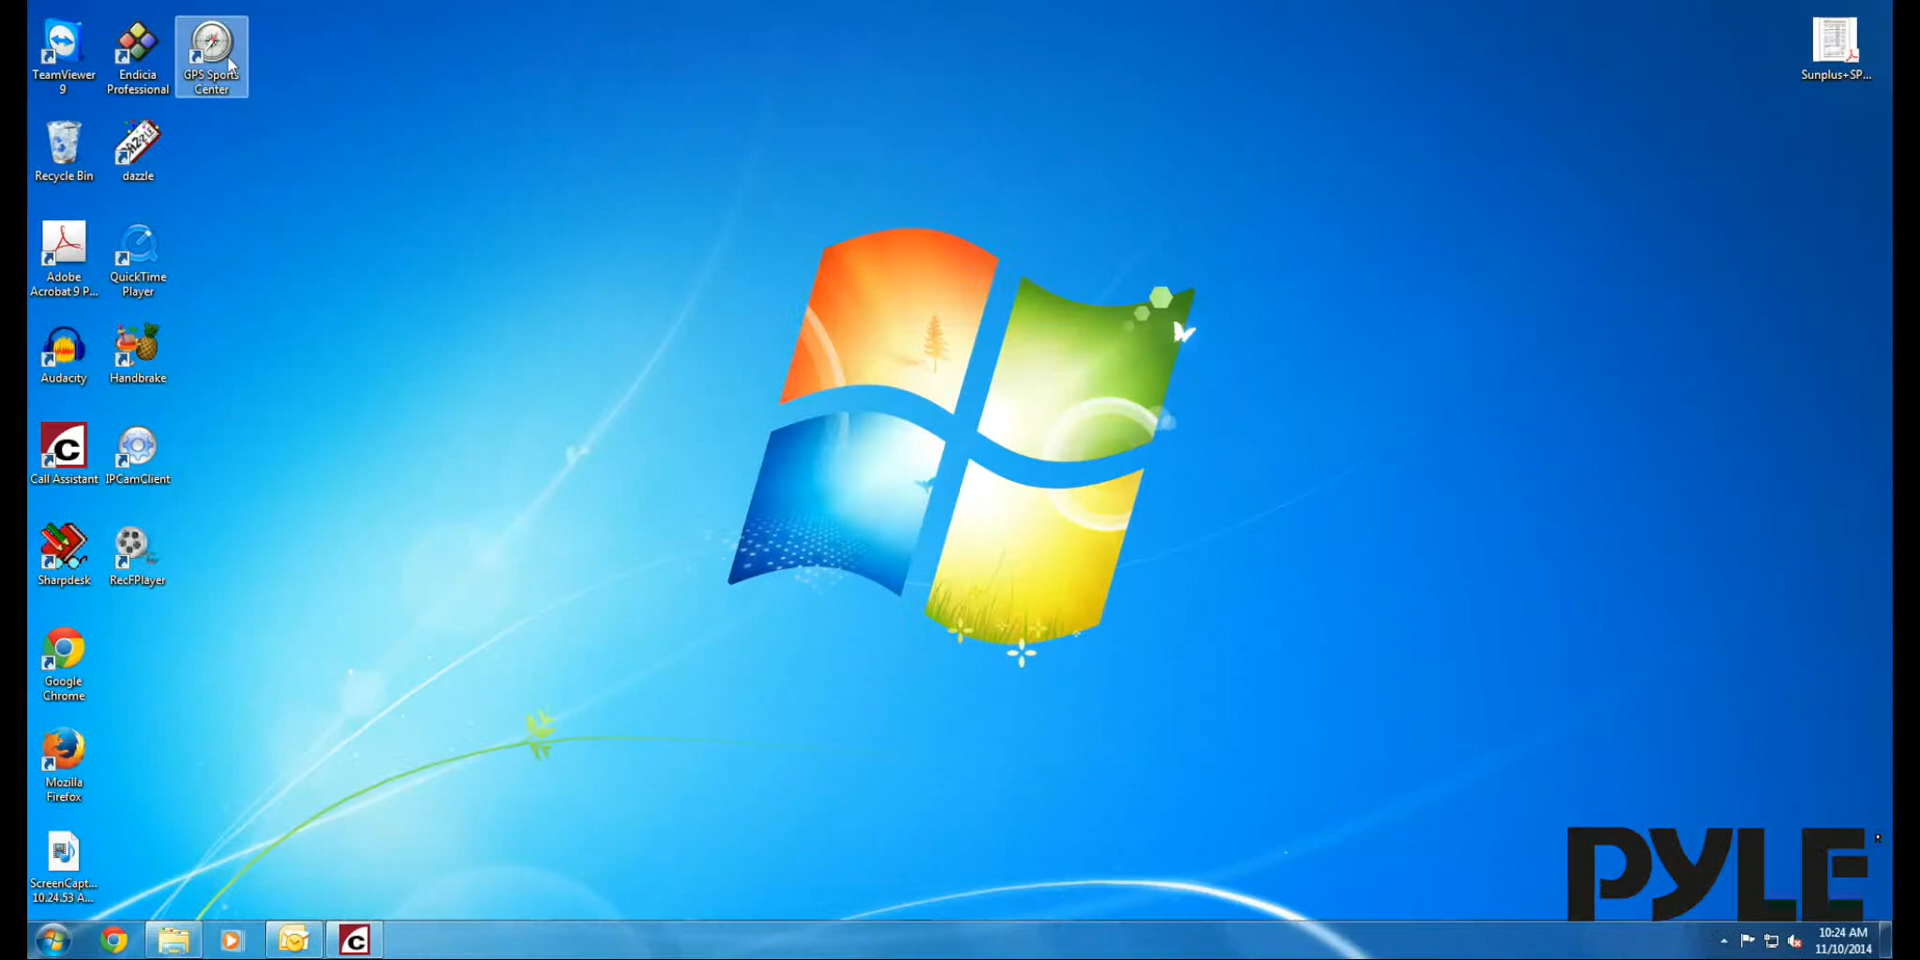 TeamViewer
9
Endicia
Professional
GPS Sports
Center
Sunplus+SP...
Recycle Bin
dazzle
Adobe
Acrobat 9 P...
QuickTime
Player
Audacity
Handbrake
Call Assistant
IPCamClient
Sharpdesk
RecFPlayer
Google
Chrome
Mozilla
Firefox
ScreenCapt...
10.24.53 A...
PYLE®
10:24 AM
11/10/2014